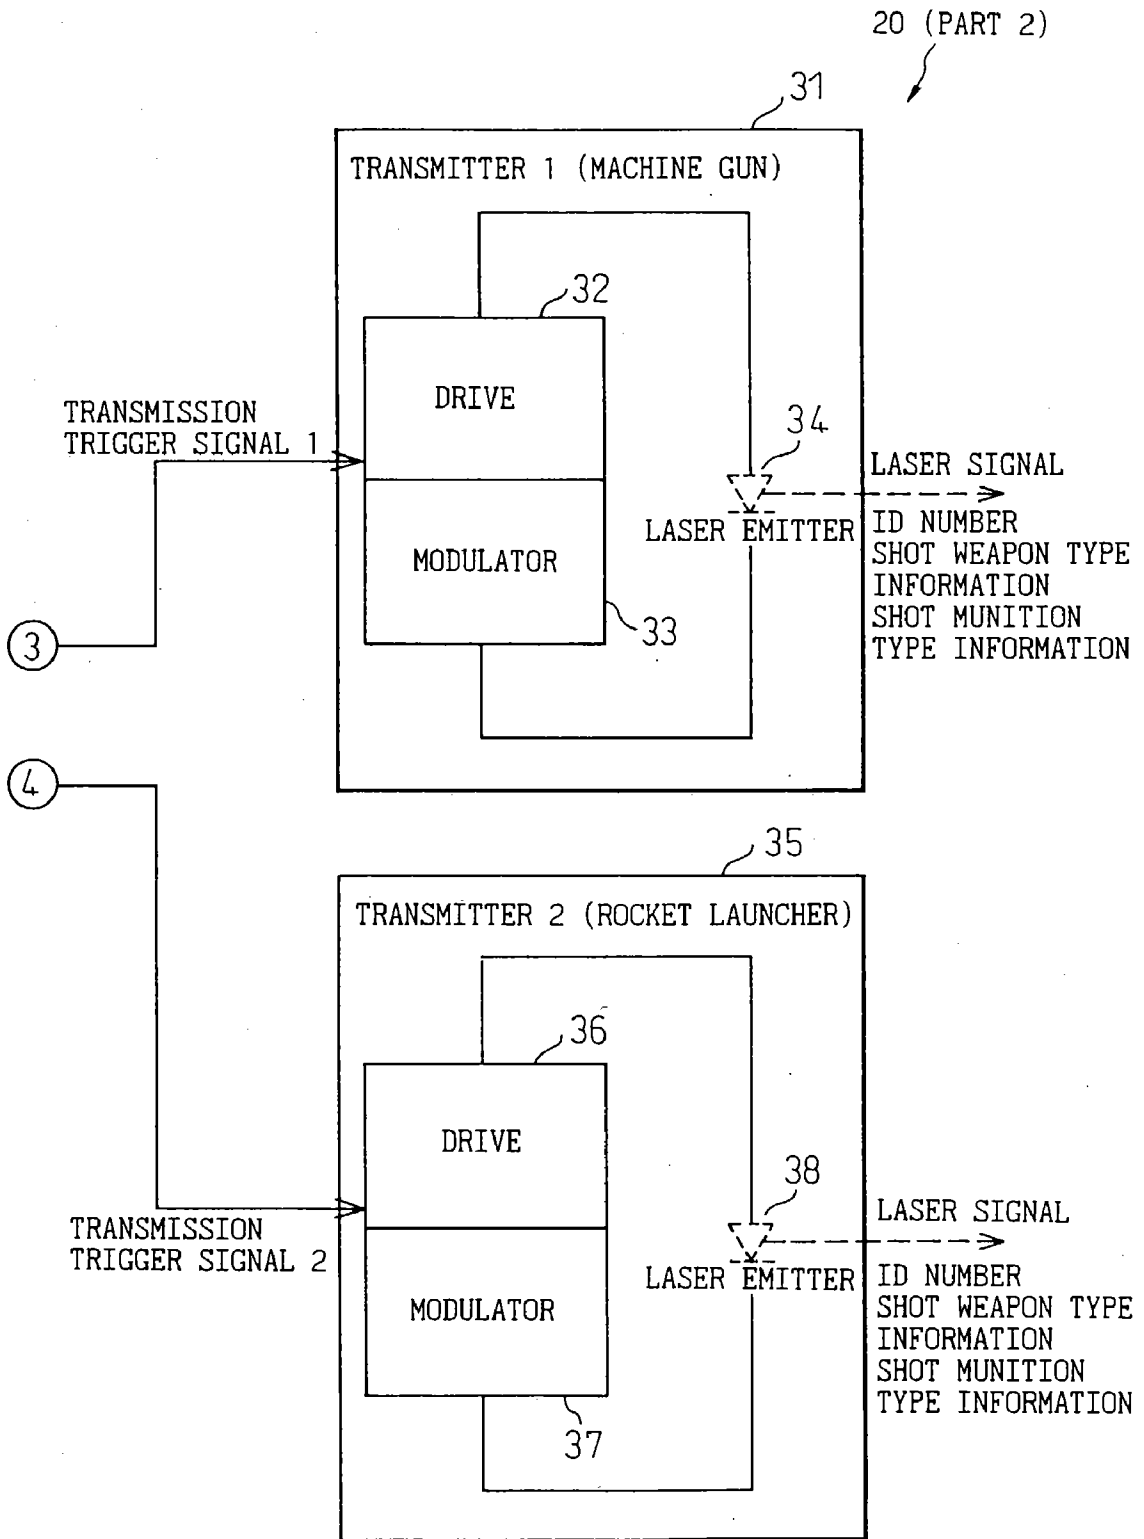 20 (PART 2)
31
TRANSMITTER 1 (MACHINE GUN)
32
DRIVE
TRANSMISSION
TRIGGER SIGNAL 1
34
LASER SIGNAL
LASER EMITTER
ID NUMBER
SHOT WEAPON TYPE
INFORMATION
SHOT MUNITION
TYPE INFORMATION
MODULATOR
33
3
4
35
TRANSMITTER 2 (ROCKET LAUNCHER)
36
DRIVE
38
LASER SIGNAL
TRANSMISSION
TRIGGER SIGNAL 2
LASER EMITTER
ID NUMBER
SHOT WEAPON TYPE
INFORMATION
SHOT MUNITION
TYPE INFORMATION
MODULATOR
37